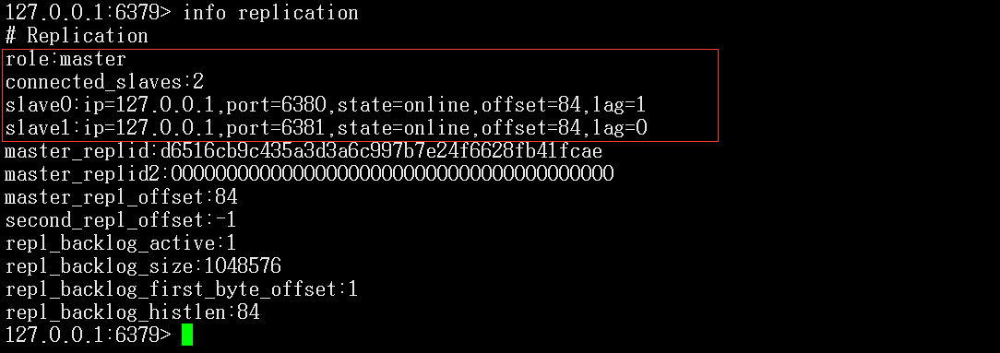 127.0.0.1:6379> info replication
# Replication
role:master
connected_slaves:2
slave0:ip=127.0.0.1,port=6380,state=online,offset=84,lag=1
slave1:ip=127.0.0.1,port=6381,state=online,offset=84,lag=0
master_replid:d6516cb9c435a3d3a6c997b7e24f6628fb41fcae
master_replid2:0000000000000000000000000000000000000000
master_repl_offset:84
second_repl_offset:-1
repl_backlog_active:1
repl_backlog_size:1048576
repl_backlog_first_byte_offset:1
repl_backlog_histlen:84
127.0.0.1:6379>